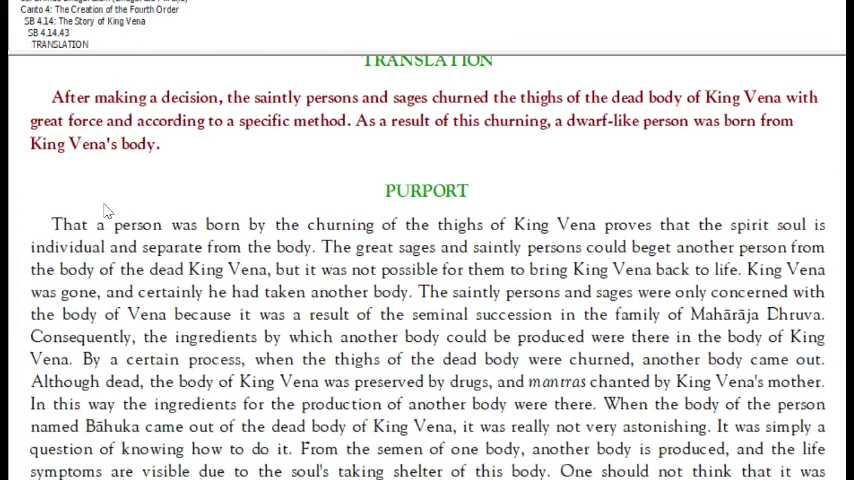 Canto 4: The Creation of the Fourth Order
SB 4.14: The Story of King Vena
SB 4.14.43
TRANSLATION
TRANSLATION
After making a decision, the saintly persons and sages churned the thighs of the dead body of King Vena with
great force and according to a specific method. As a result of this churning, a dwarf-like person was born from
King Vena's body.
PURPORT
That a person was born by the churning of the thighs of King Vena proves that the spirit soul is
individual and separate from the body. The great sages and saintly persons could beget another person from
the body of the dead King Vena, but it was not possible for them to bring King Vena back to life. King Vena
was gone, and certainly he had taken another body. The saintly persons and sages were only concerned with
the body of Vena because it was a result of the seminal succession in the family of Mahārāja Dhruva.
Consequently, the ingredients by which another body could be produced were there in the body of King
Vena. By a certain process, when the thighs of the dead body were churned, another body came out.
Although dead, the body of King Vena was preserved by drugs, and mantras chanted by King Vena's mother.
In this way the ingredients for the production of another body were there. When the body of the person
named Bāhuka came out of the dead body of King Vena, it was really not very astonishing. It was simply a
question of knowing how to do it. From the semen of one body, another body is produced, and the life
symptoms are visible due to the soul's taking shelter of this body. One should not think that it was